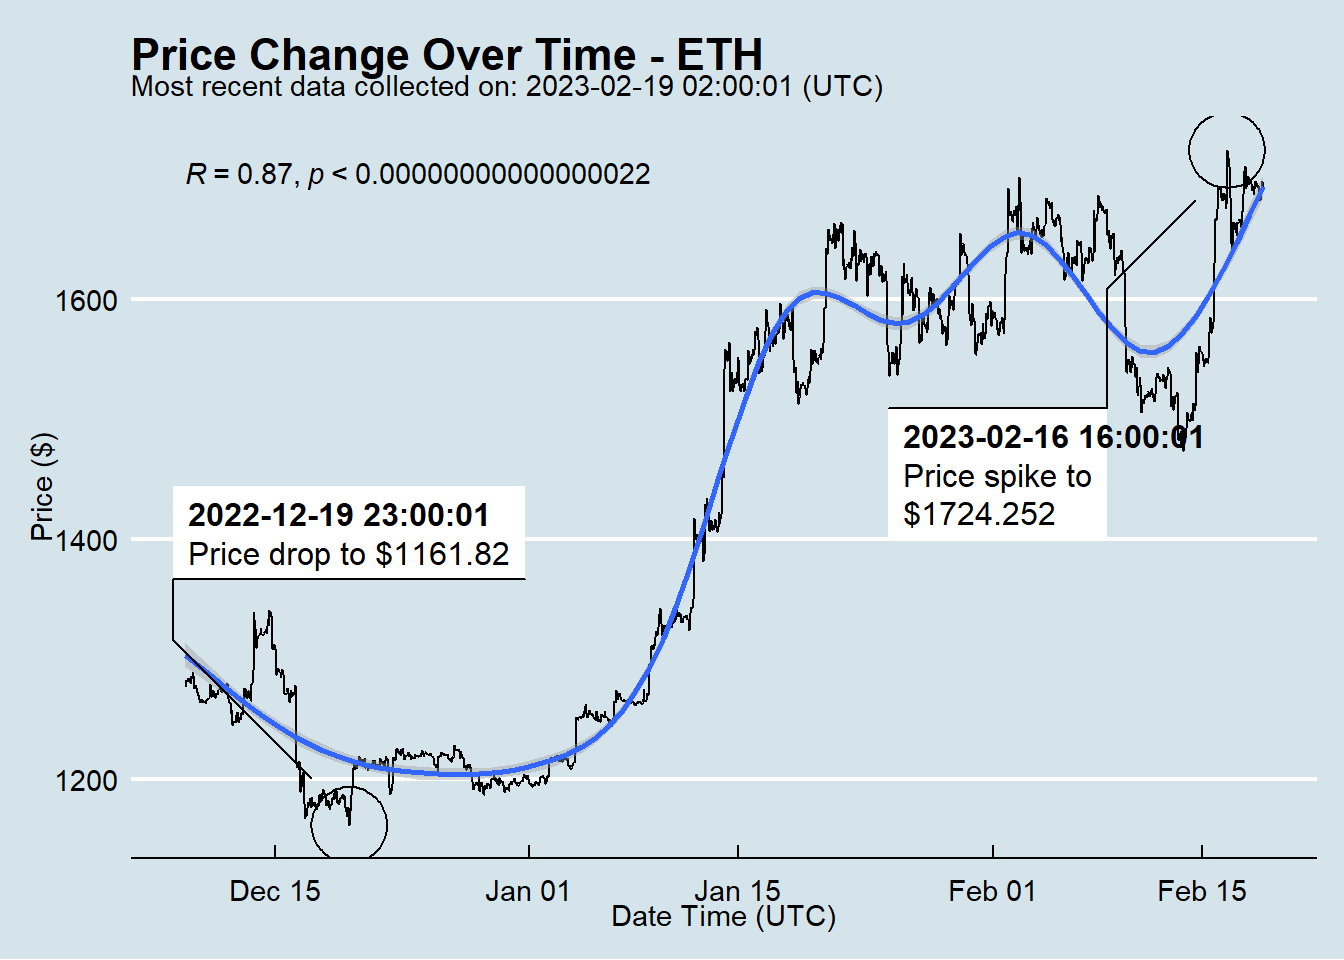 Price Change Over Time - ETH
Most recent data collected on: 2023-02-19 02:00:01 (UTC)
R = 0.87, p < 0.00000000000000022
1600
2023-02-16 16:00:01
Price spike to
$1724.252
Price ($)
2022-12-19 23:00:01
Price drop to $1161.82
1400
1200
Dec 15
Jan 01
Jan 15
Feb 01
Feb 15
Date Time (UTC)